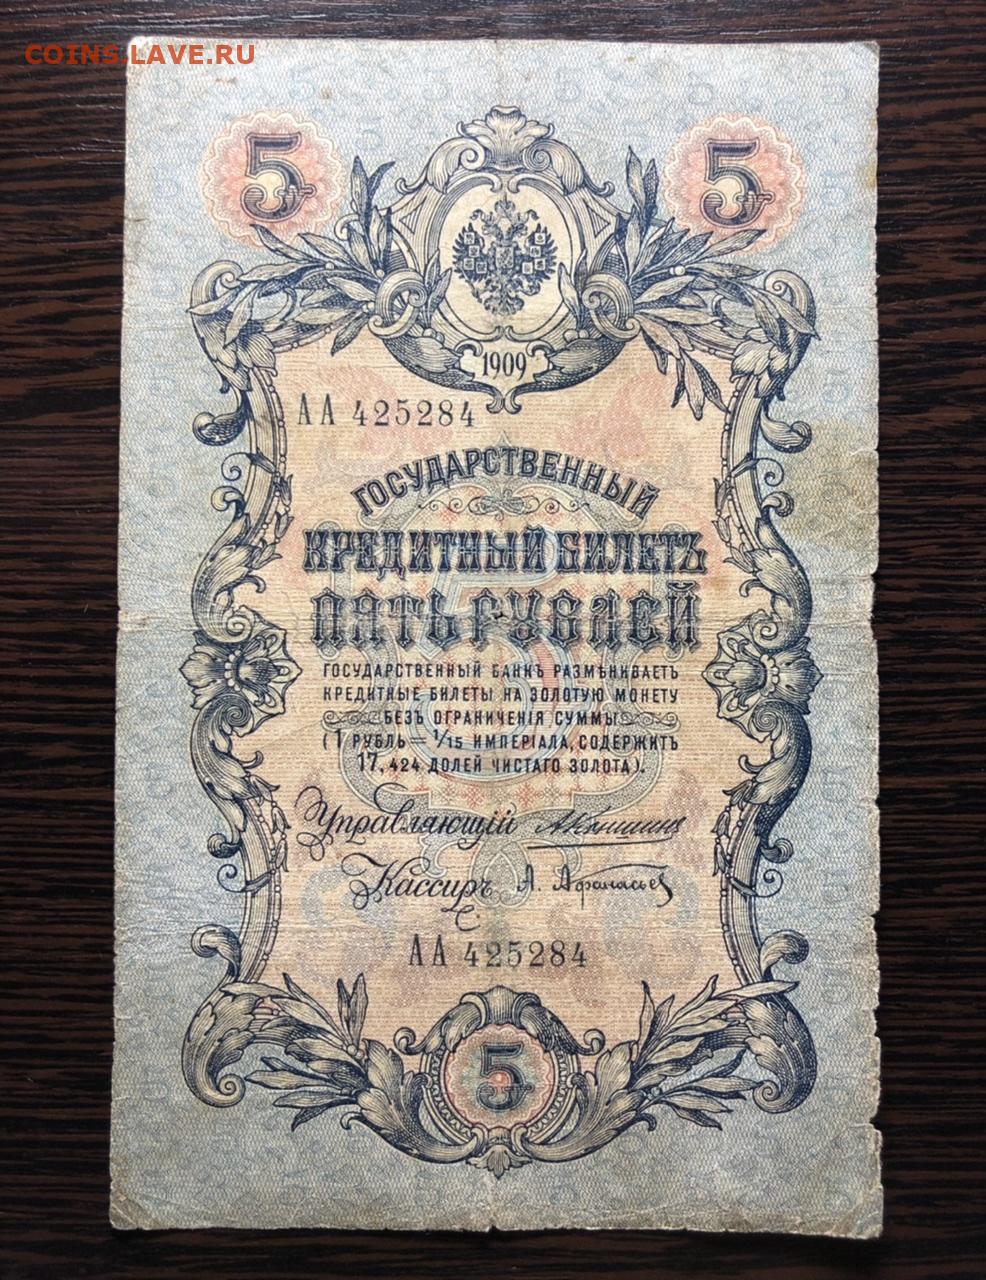 COINS.LAVE.RU
5 5
1909
АА 425284
ГОСУДАРСТВЕННЫЙ
КРЕДИТНЫЙ БИЛЕТЪ
ПЯТЬ РУБЛЕЙ
ГОСУДАРСТВЕННЫЙ БАНКЪ РАЗМѢНИВАЕТЪ
КРЕДИТНЫЕ БИЛЕТЫ НА ЗОЛОТУЮ МОНЕТУ
БЕЗЪ ОГРАНИЧЕНІЯ СУММЫ
(1 РУБЛЬ = 1/15 ИМПЕРІАЛА, СОДЕРЖИТЪ
17,424 ДОЛЕЙ ЧИСТАГО ЗОЛОТА).
Управляющій АКоншинъ
Кассиръ А. Афанасьев
АА 425284
5